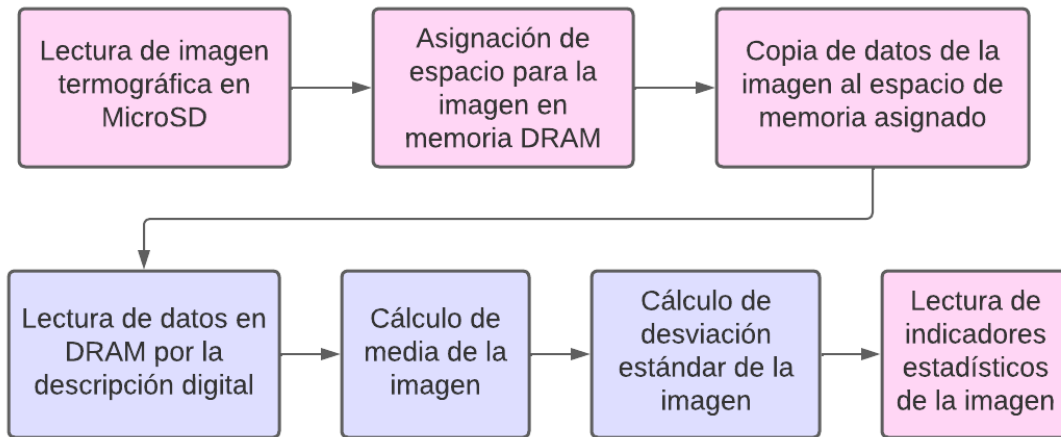 Lectura de imagen
termográfica en
MicroSD
Asignación de
espacio para la
imagen en
memoria DRAM
Copia de datos de la
imagen al espacio de
memoria asignado
Lectura de datos en
DRAM por la
descripción digital
Cálculo de
media de la
imagen
Cálculo de
desviación
estándar de la
imagen
Lectura de
indicadores
estadísticos
de la imagen